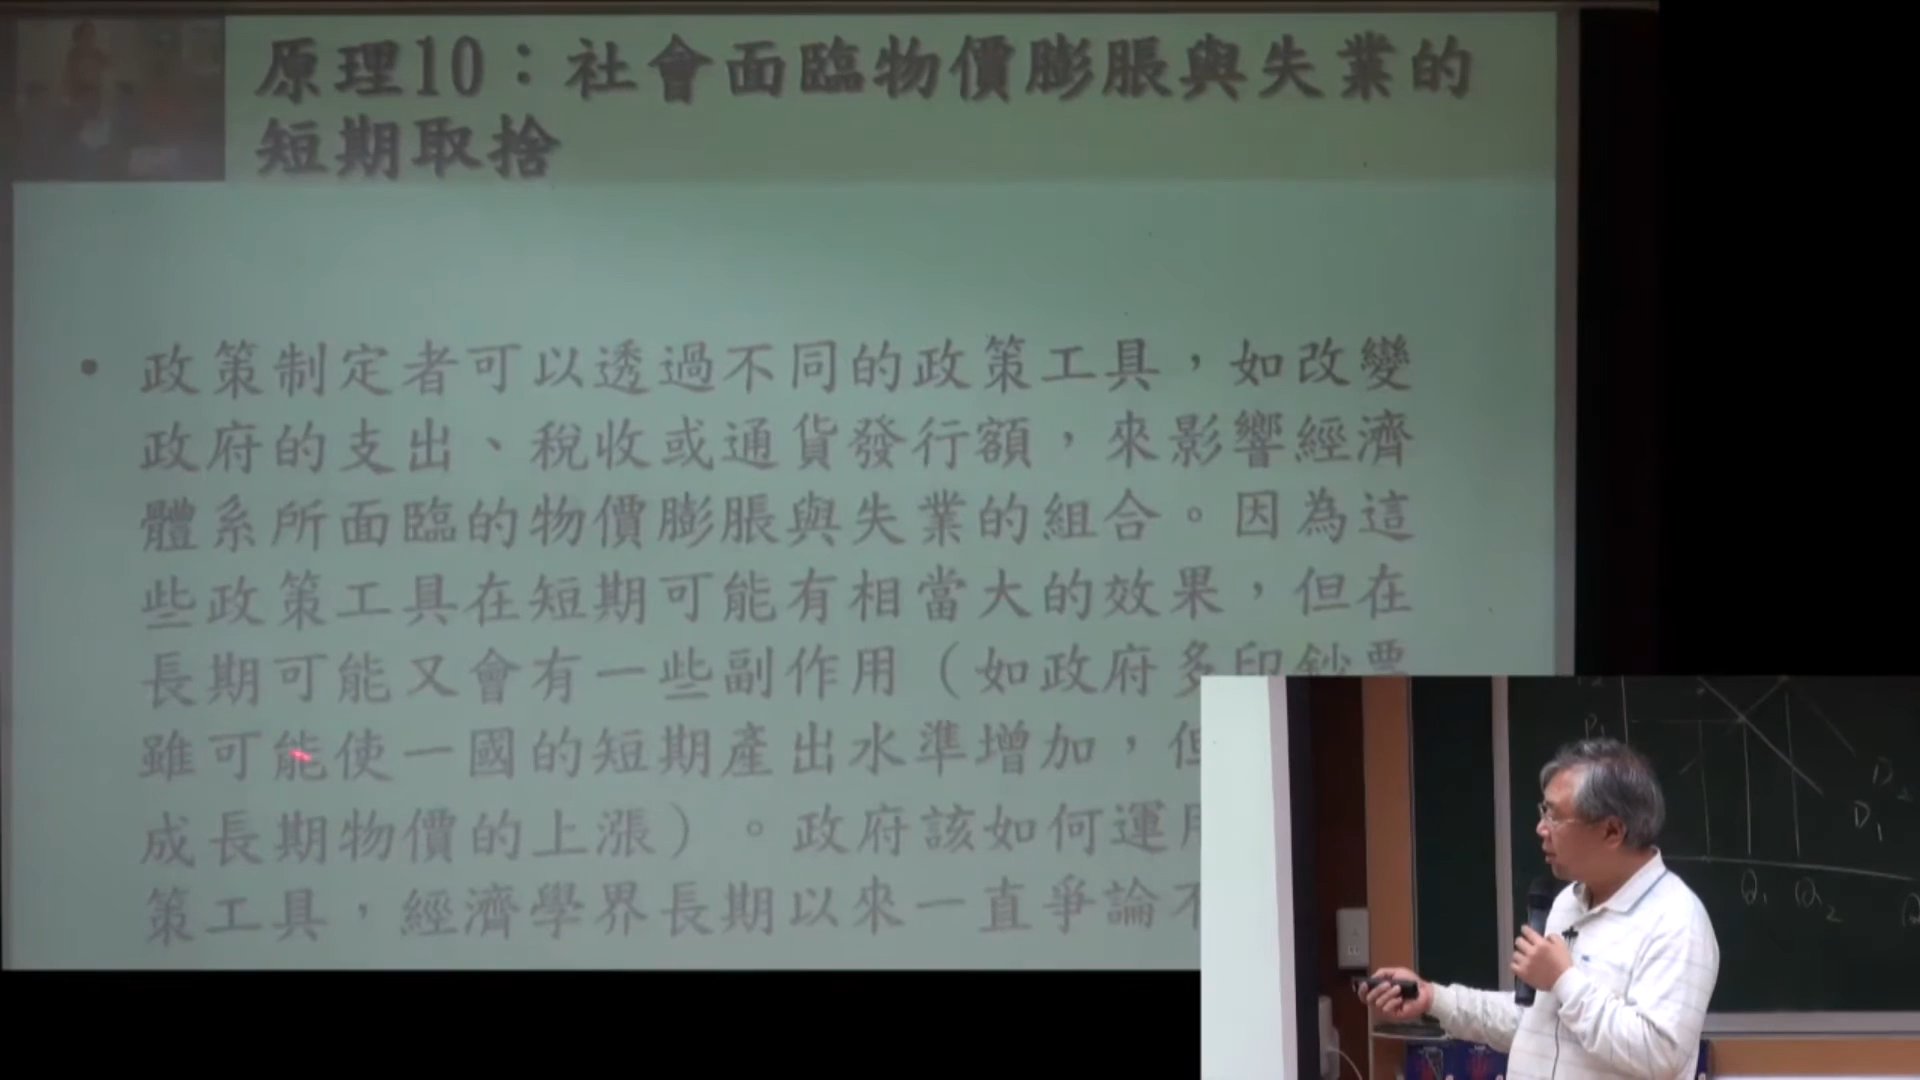 原理10：社會面臨物價膨脹與失業的
短期取捨
• 政策制定者可以透過不同的政策工具，如改變
政府的支出、稅收或通貨發行額，來影響經濟
體系所面臨的物價膨脹與失業的組合。因為這
些政策工具在短期可能有相當大的效果，但在
長期可能又會有一些副作用（如政府多印鈔票
雖可能使一國的短期產出水準增加，但
成長期物價的上漲）。政府該如何運用
策工具，經濟學界長期以來一直爭論不
P1
D2
D1
Q1 Q2 Q